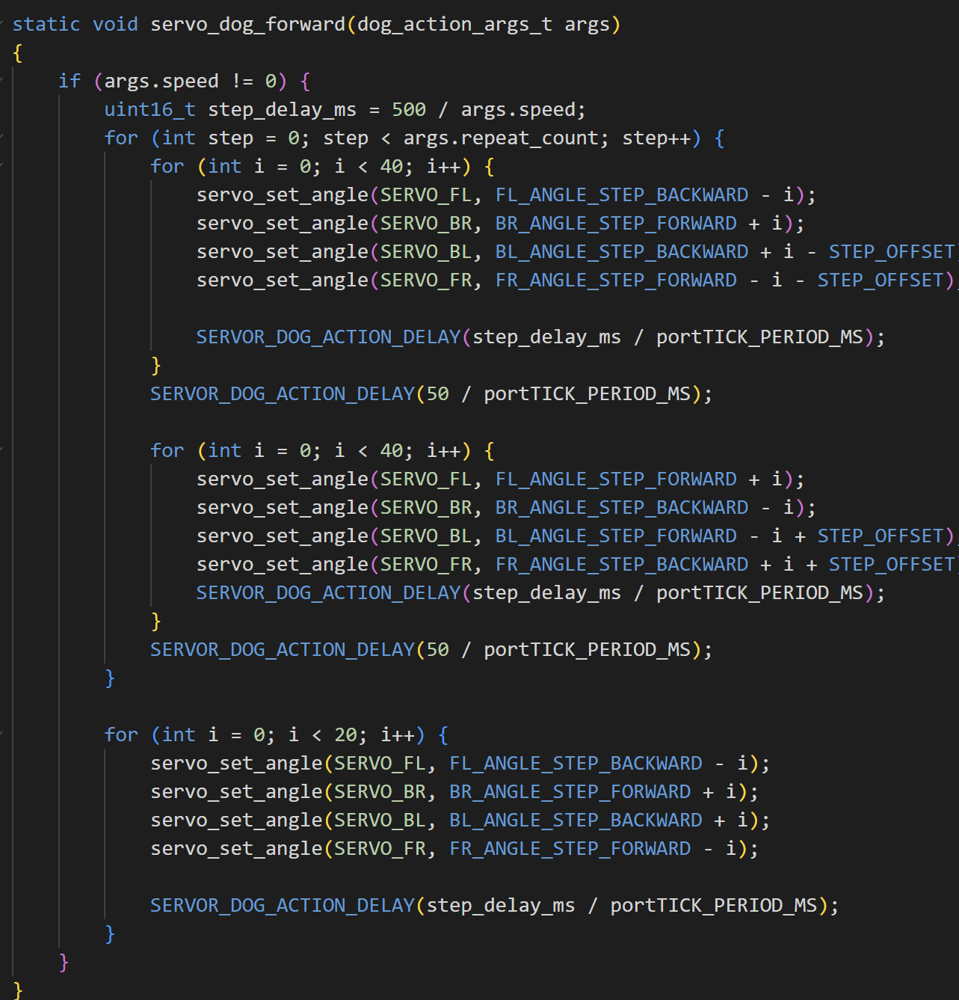 static void servo_dog_forward(dog_action_args_t args)
{
    if (args.speed != 0) {
        uint16_t step_delay_ms = 500 / args.speed;
        for (int step = 0; step < args.repeat_count; step++) {
            for (int i = 0; i < 40; i++) {
                servo_set_angle(SERVO_FL, FL_ANGLE_STEP_BACKWARD - i);
                servo_set_angle(SERVO_BR, BR_ANGLE_STEP_FORWARD + i);
                servo_set_angle(SERVO_BL, BL_ANGLE_STEP_BACKWARD + i - STEP_OFFSET)
                servo_set_angle(SERVO_FR, FR_ANGLE_STEP_FORWARD - i - STEP_OFFSET)

                SERVOR_DOG_ACTION_DELAY(step_delay_ms / portTICK_PERIOD_MS);
            }
            SERVOR_DOG_ACTION_DELAY(50 / portTICK_PERIOD_MS);

            for (int i = 0; i < 40; i++) {
                servo_set_angle(SERVO_FL, FL_ANGLE_STEP_FORWARD + i);
                servo_set_angle(SERVO_BR, BR_ANGLE_STEP_BACKWARD - i);
                servo_set_angle(SERVO_BL, BL_ANGLE_STEP_FORWARD - i + STEP_OFFSET)
                servo_set_angle(SERVO_FR, FR_ANGLE_STEP_BACKWARD + i + STEP_OFFSET)
                SERVOR_DOG_ACTION_DELAY(step_delay_ms / portTICK_PERIOD_MS);
            }
            SERVOR_DOG_ACTION_DELAY(50 / portTICK_PERIOD_MS);
        }

        for (int i = 0; i < 20; i++) {
            servo_set_angle(SERVO_FL, FL_ANGLE_STEP_BACKWARD - i);
            servo_set_angle(SERVO_BR, BR_ANGLE_STEP_FORWARD + i);
            servo_set_angle(SERVO_BL, BL_ANGLE_STEP_BACKWARD + i);
            servo_set_angle(SERVO_FR, FR_ANGLE_STEP_FORWARD - i);

            SERVOR_DOG_ACTION_DELAY(step_delay_ms / portTICK_PERIOD_MS);
        }
    }
}